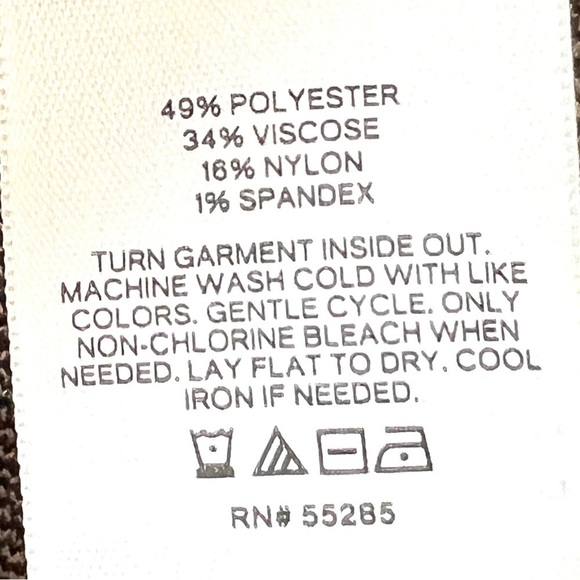 49% POLYESTER
34% VISCOSE
16% NYLON
1% SPANDEX
TURN GARMENT INSIDE OUT.
MACHINE WASH COLD WITH LIKE
COLORS. GENTLE CYCLE. ONLY
NON-CHLORINE BLEACH WHEN
NEEDED. LAY FLAT TO DRY. COOL
IRON IF NEEDED.
RN# 55285